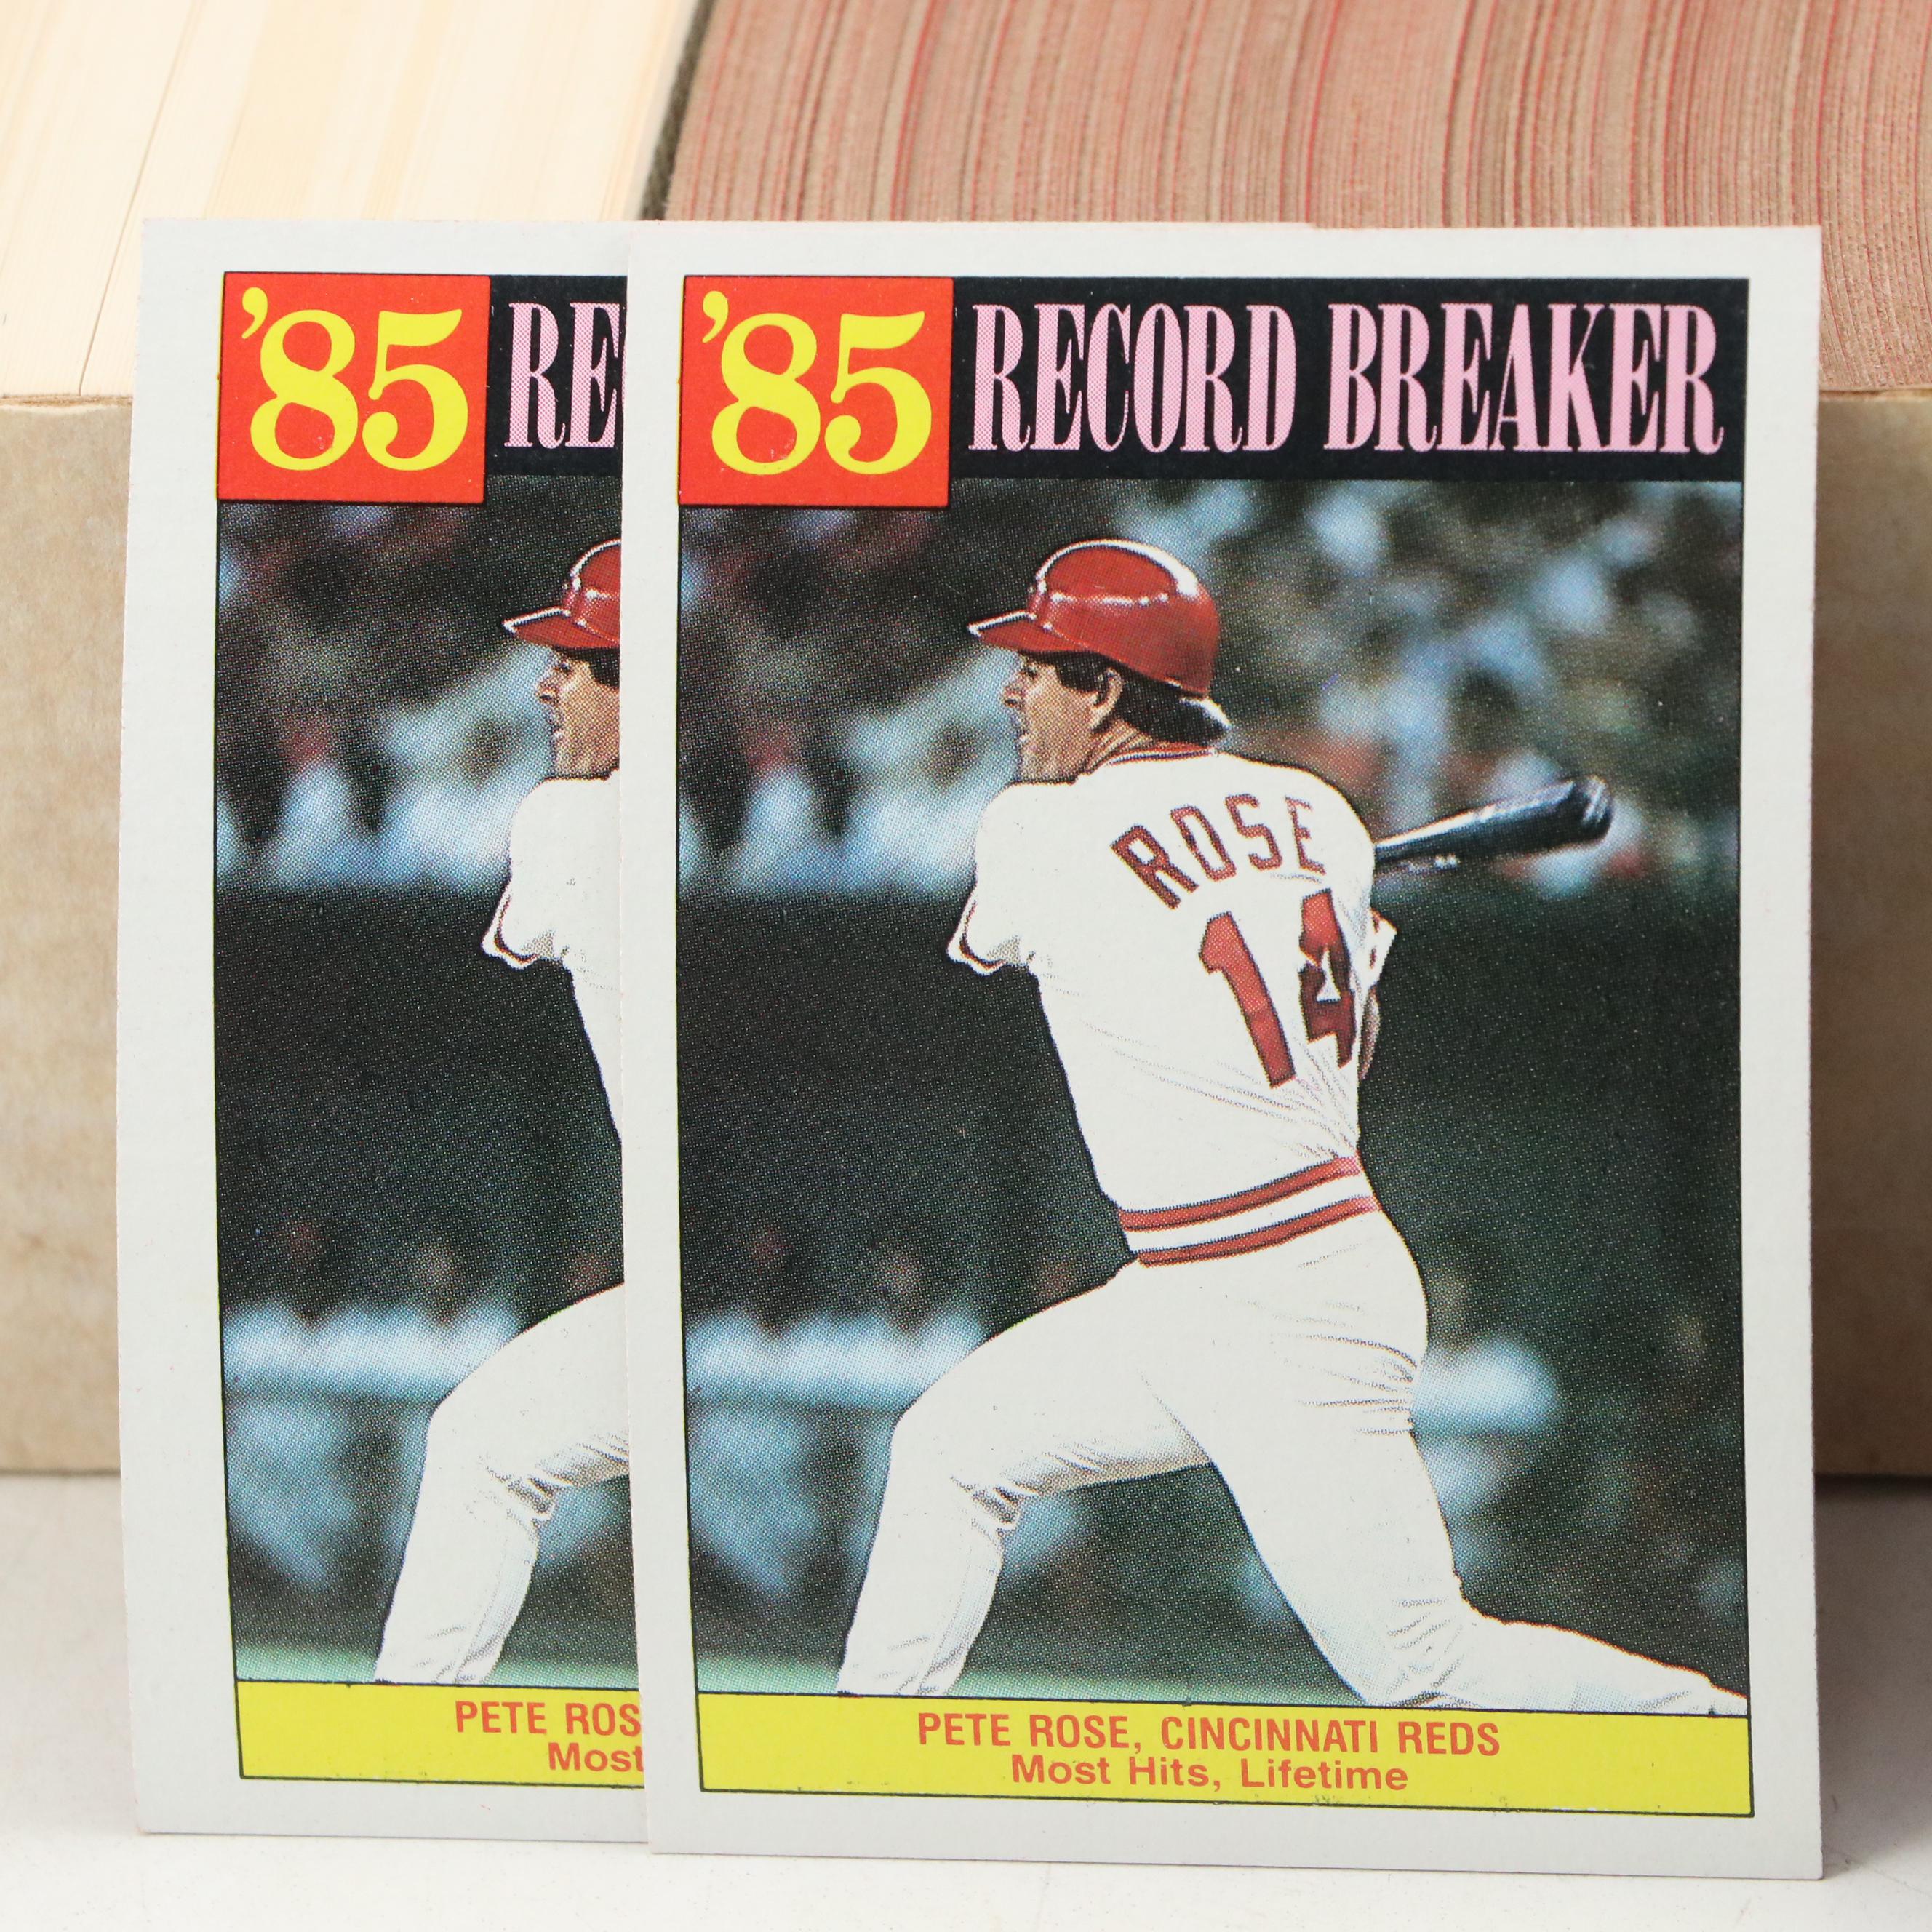 '85 RE
PETE ROS
Most
'85 RECORD BREAKER
ROSE
14
PETE ROSE, CINCINNATI REDS
Most Hits, Lifetime